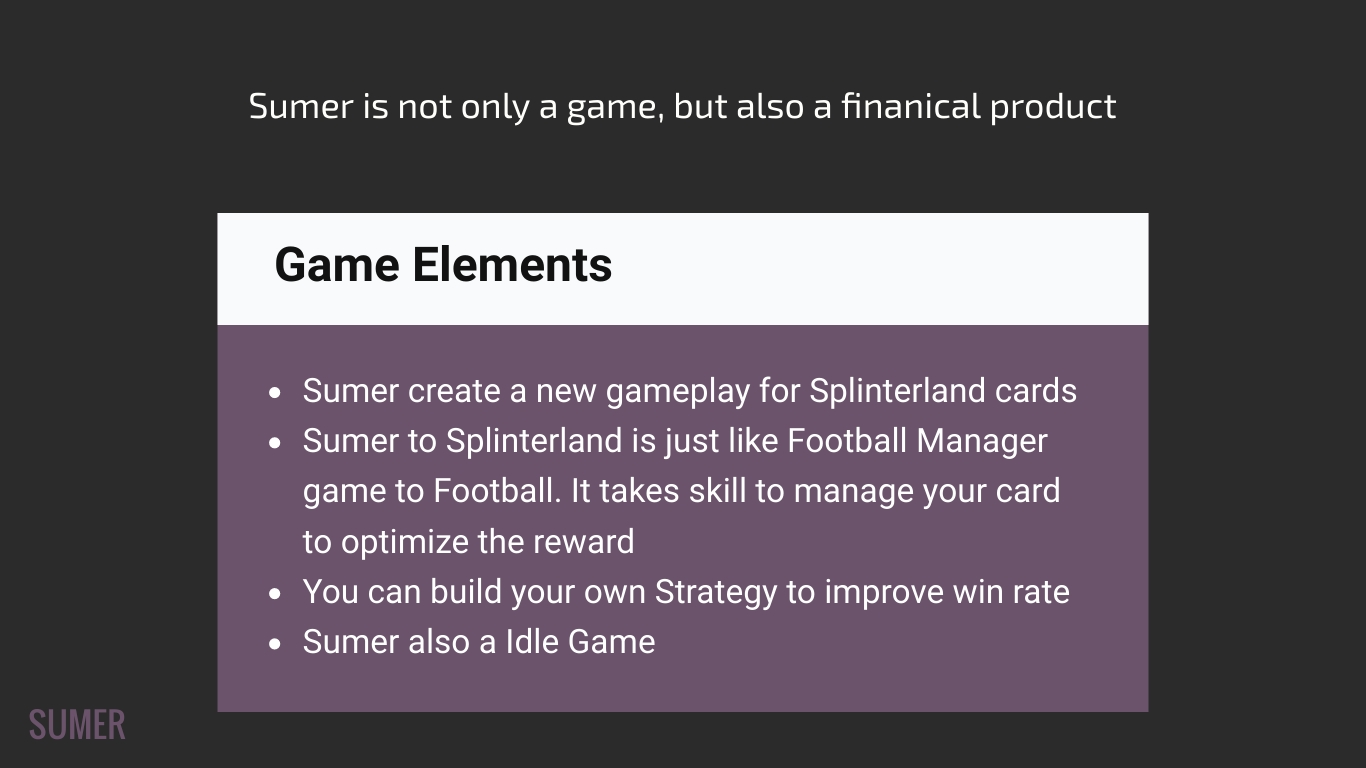 Sumer is not only a game, but also a finanical product
Game Elements
• Sumer create a new gameplay for Splinterland cards
• Sumer to Splinterland is just like Football Manager
game to Football. It takes skill to manage your card
to optimize the reward
• You can build your own Strategy to improve win rate
• Sumer also a Idle Game
SUMER